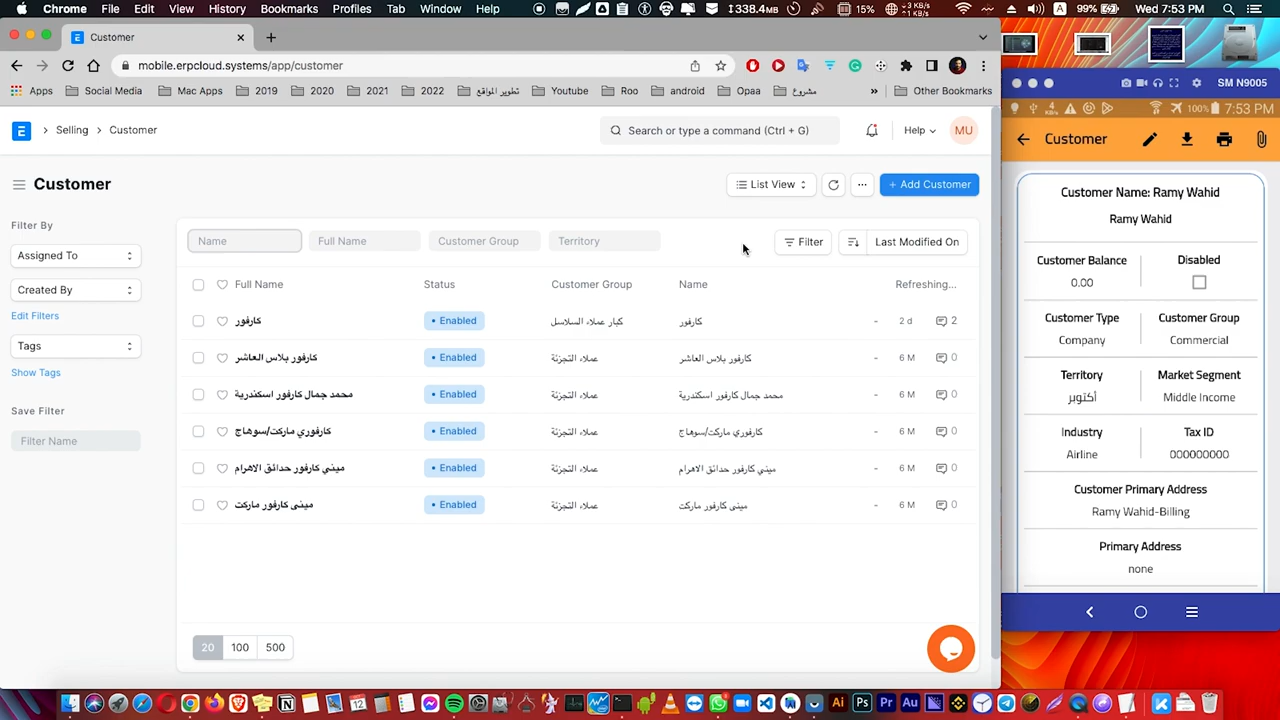 Chrome File Edit View History Bookmarks Profiles Tab Window Help
338.4MB 15% 99% Wed 7:53 PM
Customer
mobile.erpcloud.systems/app/customer
Apps Social Media Mac Apps 2019 2020 2021 2022 تطوير المواقع Youtube Roo android Opaa مشروع » Other Bookmarks
Selling Customer
Search or type a command (Ctrl + G)
Help
MU
Customer
List View
+ Add Customer
Filter By
Assigned To
Created By
Edit Filters
Tags
Show Tags
Save Filter
Filter Name
Name Full Name Customer Group Territory Filter Last Modified On
Full Name Status Customer Group Name Refreshing...
كارفور Enabled كبار عملاء السلاسل كارفور - 2 d 2
كارفور بلاس العاشر Enabled عملاء التجزئة كارفور بلاس العاشر - 6 M 0
محمد جمال كارفور اسكندرية Enabled عملاء التجزئة محمد جمال كارفور اسكندرية - 6 M 0
كارفوري ماركت/سوهاج Enabled عملاء التجزئة كارفوري ماركت/سوهاج - 6 M 0
ميني كارفور حدائق الاهرام Enabled عملاء التجزئة ميني كارفور حدائق الاهرام - 6 M 0
مينى كارفور ماركت Enabled عملاء التجزئة مينى كارفور ماركت - 6 M 0
20 100 500
SM N9005
100% 7:53 PM
Customer
Customer Name: Ramy Wahid
Ramy Wahid
Customer Balance Disabled
0.00
Customer Type Customer Group
Company Commercial
Territory Market Segment
أكتوبر Middle Income
Industry Tax ID
Airline 000000000
Customer Primary Address
Ramy Wahid-Billing
Primary Address
none